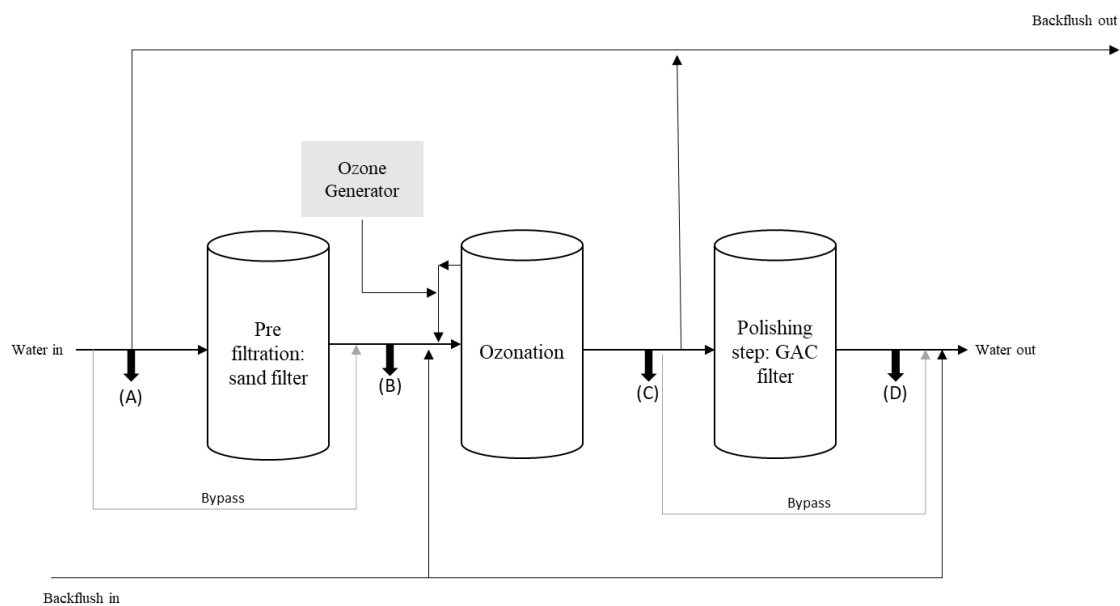 Backflush out
Ozone
Generator
Water in
Pre
filtration:
sand filter
Ozonation
Polishing
step: GAC
filter
Water out
(A)
(B)
(C)
(D)
Bypass
Bypass
Backflush in